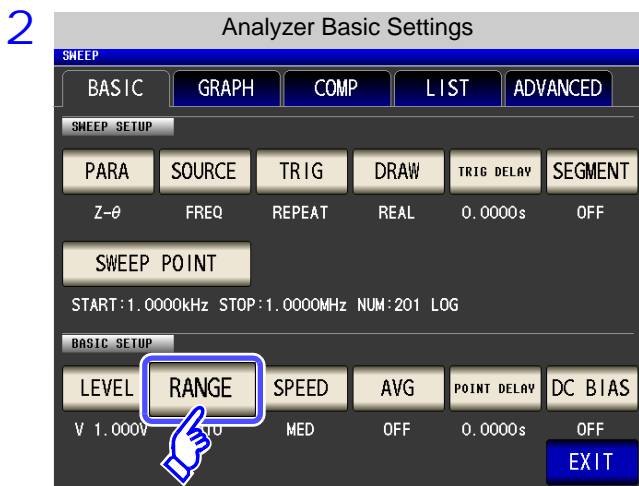 2
Analyzer Basic Settings
SWEEP
BASIC GRAPH COMP LIST ADVANCED
SWEEP SETUP
PARA SOURCE TRIG DRAW TRIG DELAY SEGMENT
Z-θ FREQ REPEAT REAL 0.0000s OFF
SWEEP POINT
START:1.0000kHz STOP:1.0000MHz NUM:201 LOG
BASIC SETUP
LEVEL RANGE SPEED AVG POINT DELAY DC BIAS
V 1.000V MED OFF 0.0000s OFF
EXIT